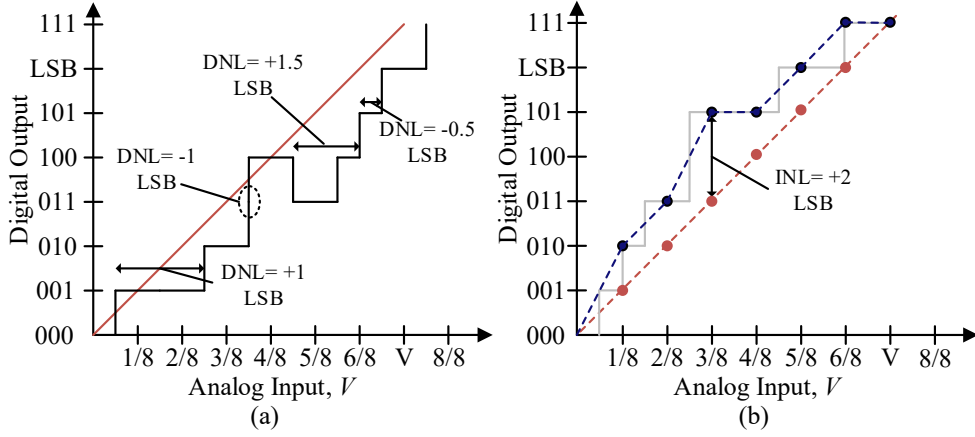 111
LSB
101
100
011
010
001
000
Digital Output
DNL= +1.5
LSB
DNL= -0.5
LSB
DNL= -1
LSB
DNL= +1
LSB
1/8 2/8 3/8 4/8 5/8 6/8 V 8/8
Analog Input, V
(a)
111
LSB
101
100
011
010
001
000
Digital Output
INL= +2
LSB
1/8 2/8 3/8 4/8 5/8 6/8 V 8/8
Analog Input, V
(b)